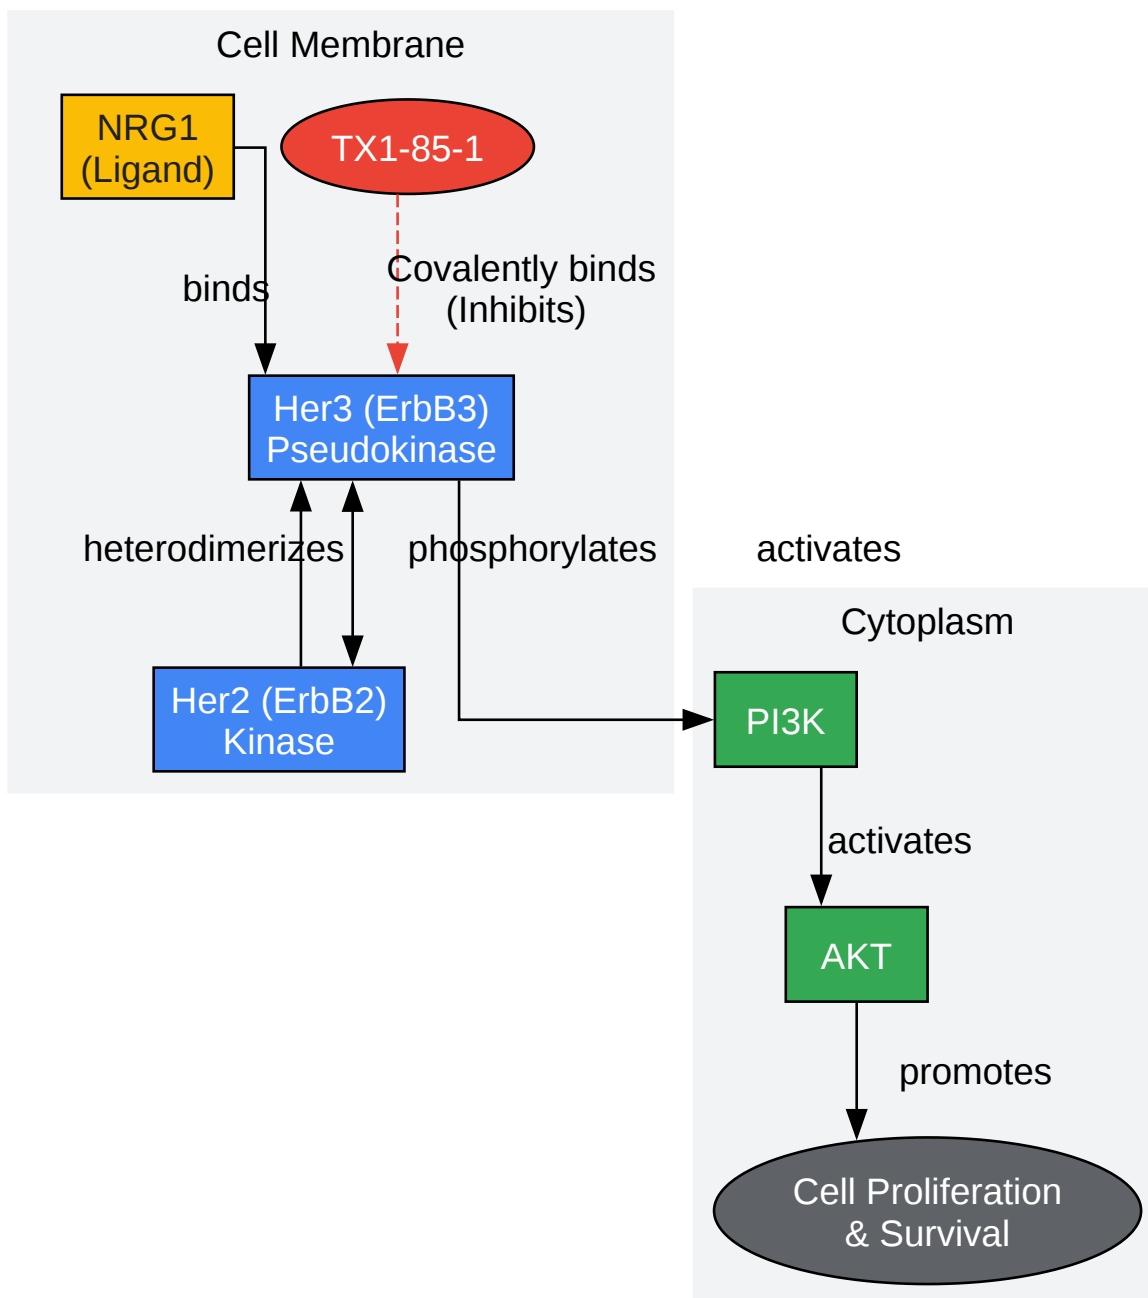 Cell Membrane
NRG1
(Ligand)
TX1-85-1
binds
Covalently binds
(Inhibits)
Her3 (ErbB3)
Pseudokinase
heterodimerizes
phosphorylates
activates
Her2 (ErbB2)
Kinase
Cytoplasm
PI3K
activates
AKT
promotes
Cell Proliferation
& Survival